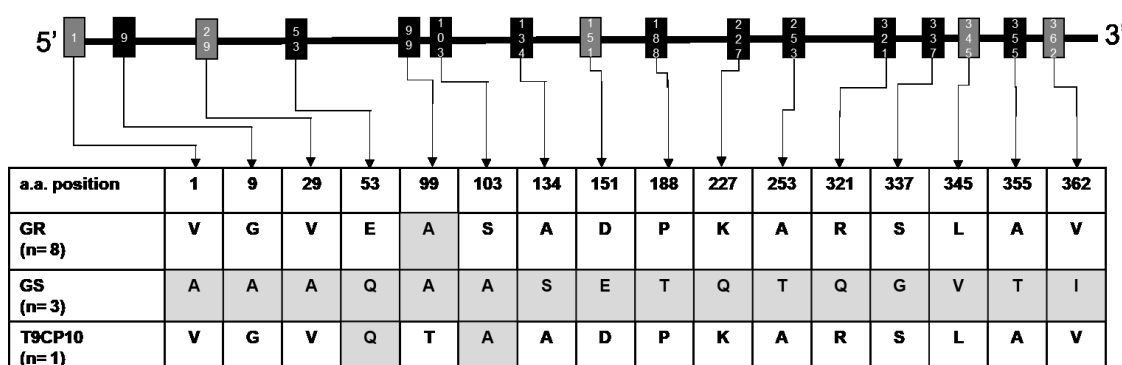 5' 1 9 29 53 99 103 134 151 188 227 253 321 337 345 355 362 3'
a.a. position 1 9 29 53 99 103 134 151 188 227 253 321 337 345 355 362
GR V G V E A S A D P K A R S L A V
(n= 8)
GS A A A Q A A S E T Q T Q G V T I
(n= 3)
T9CP10 V G V Q T A A D P K A R S L A V
(n= 1)